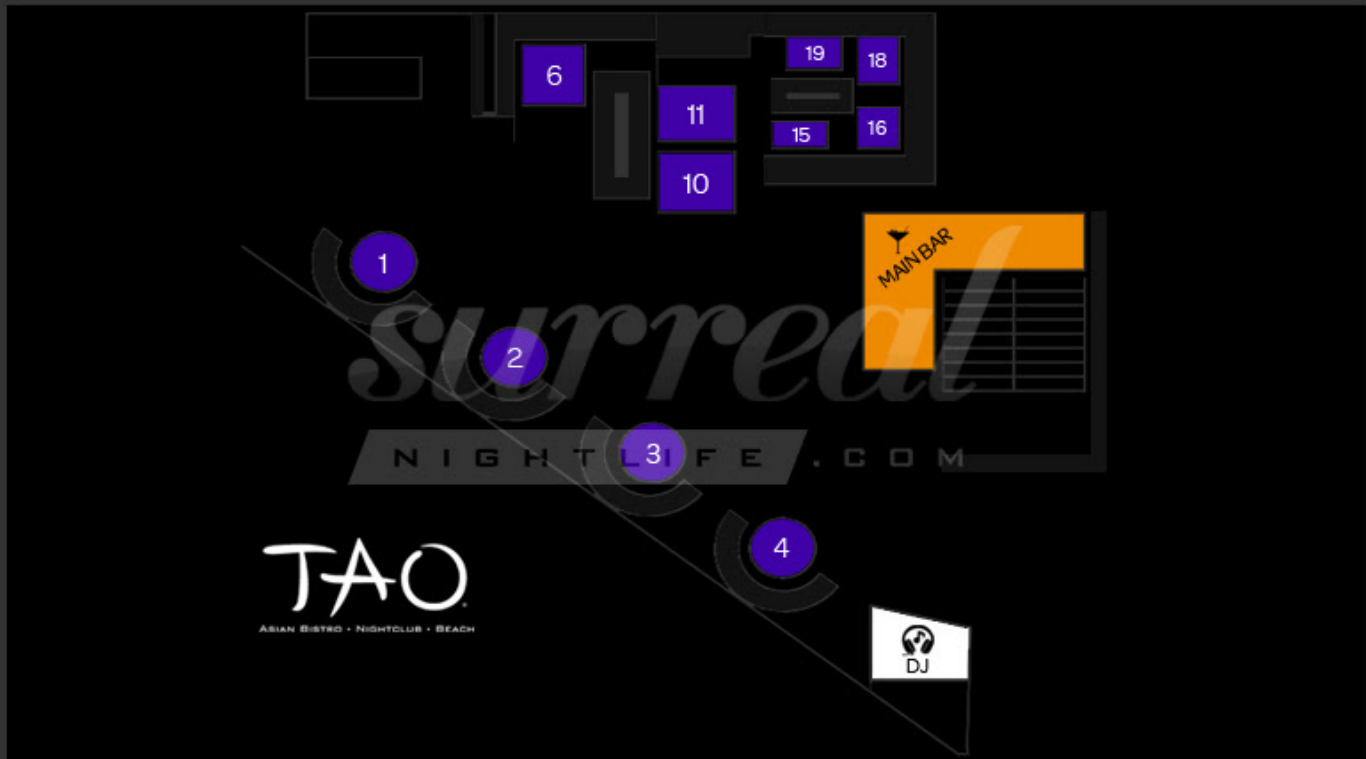 19
18
6
11
15
16
10
MAIN BAR
1
surreal
2
NIGHTLIFE.COM
3
4
TAO
ASIAN BISTRO • NIGHTCLUB • BEACH
DJ